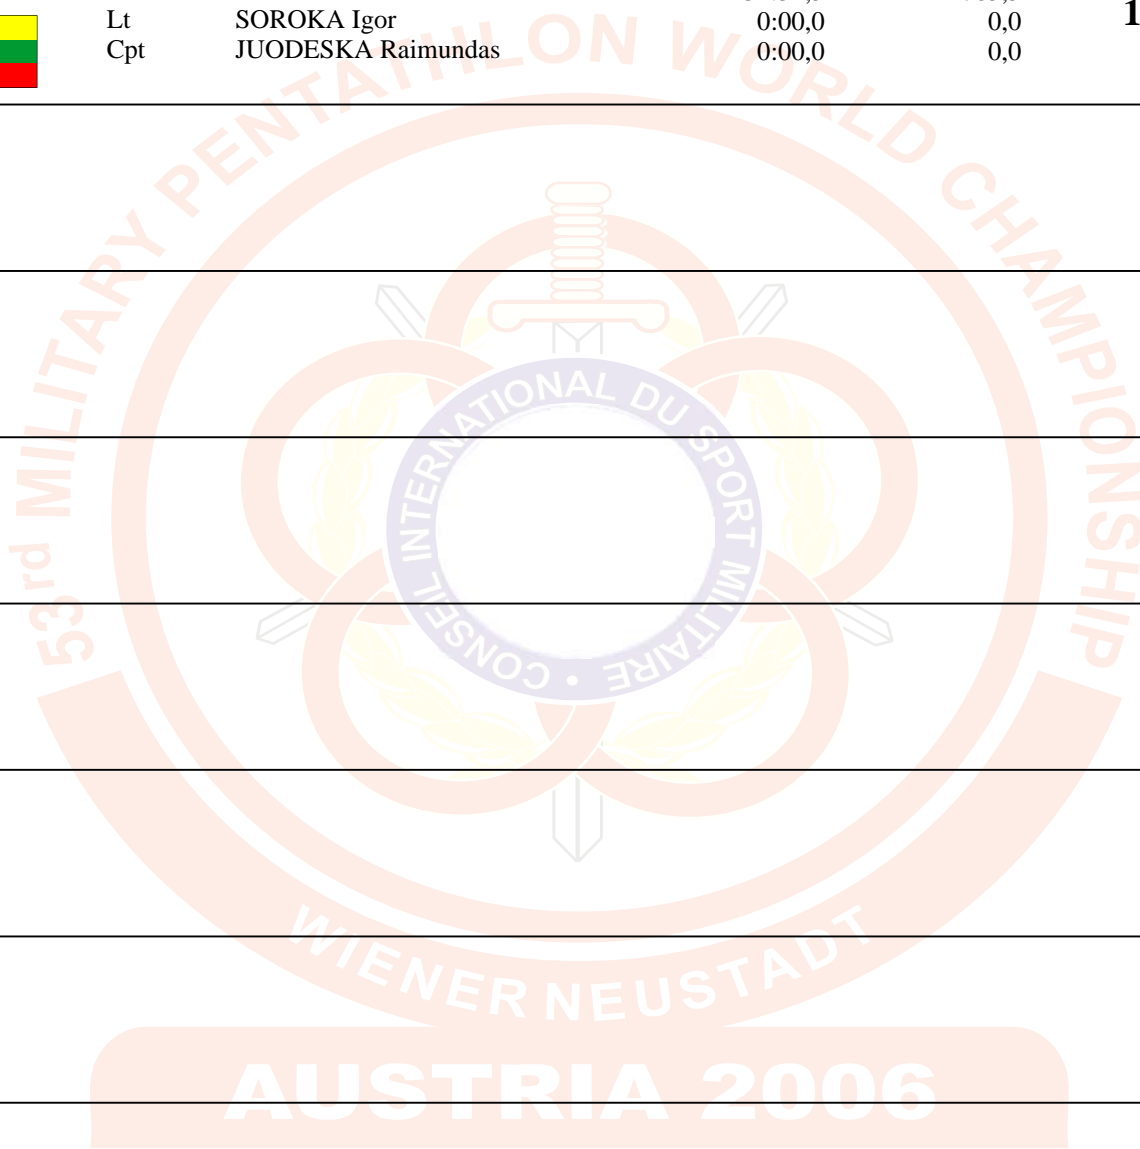 Lt SOROKA Igor 0:00,0 0,0
Cpt JUODESKA Raimundas 0:00,0 0,0
53rd MILITARY PENTATHLON WORLD CHAMPIONSHIP
CONSEIL INTERNATIONAL DU SPORT MILITAIRE •
WIENER NEUSTADT
AUSTRIA 2006